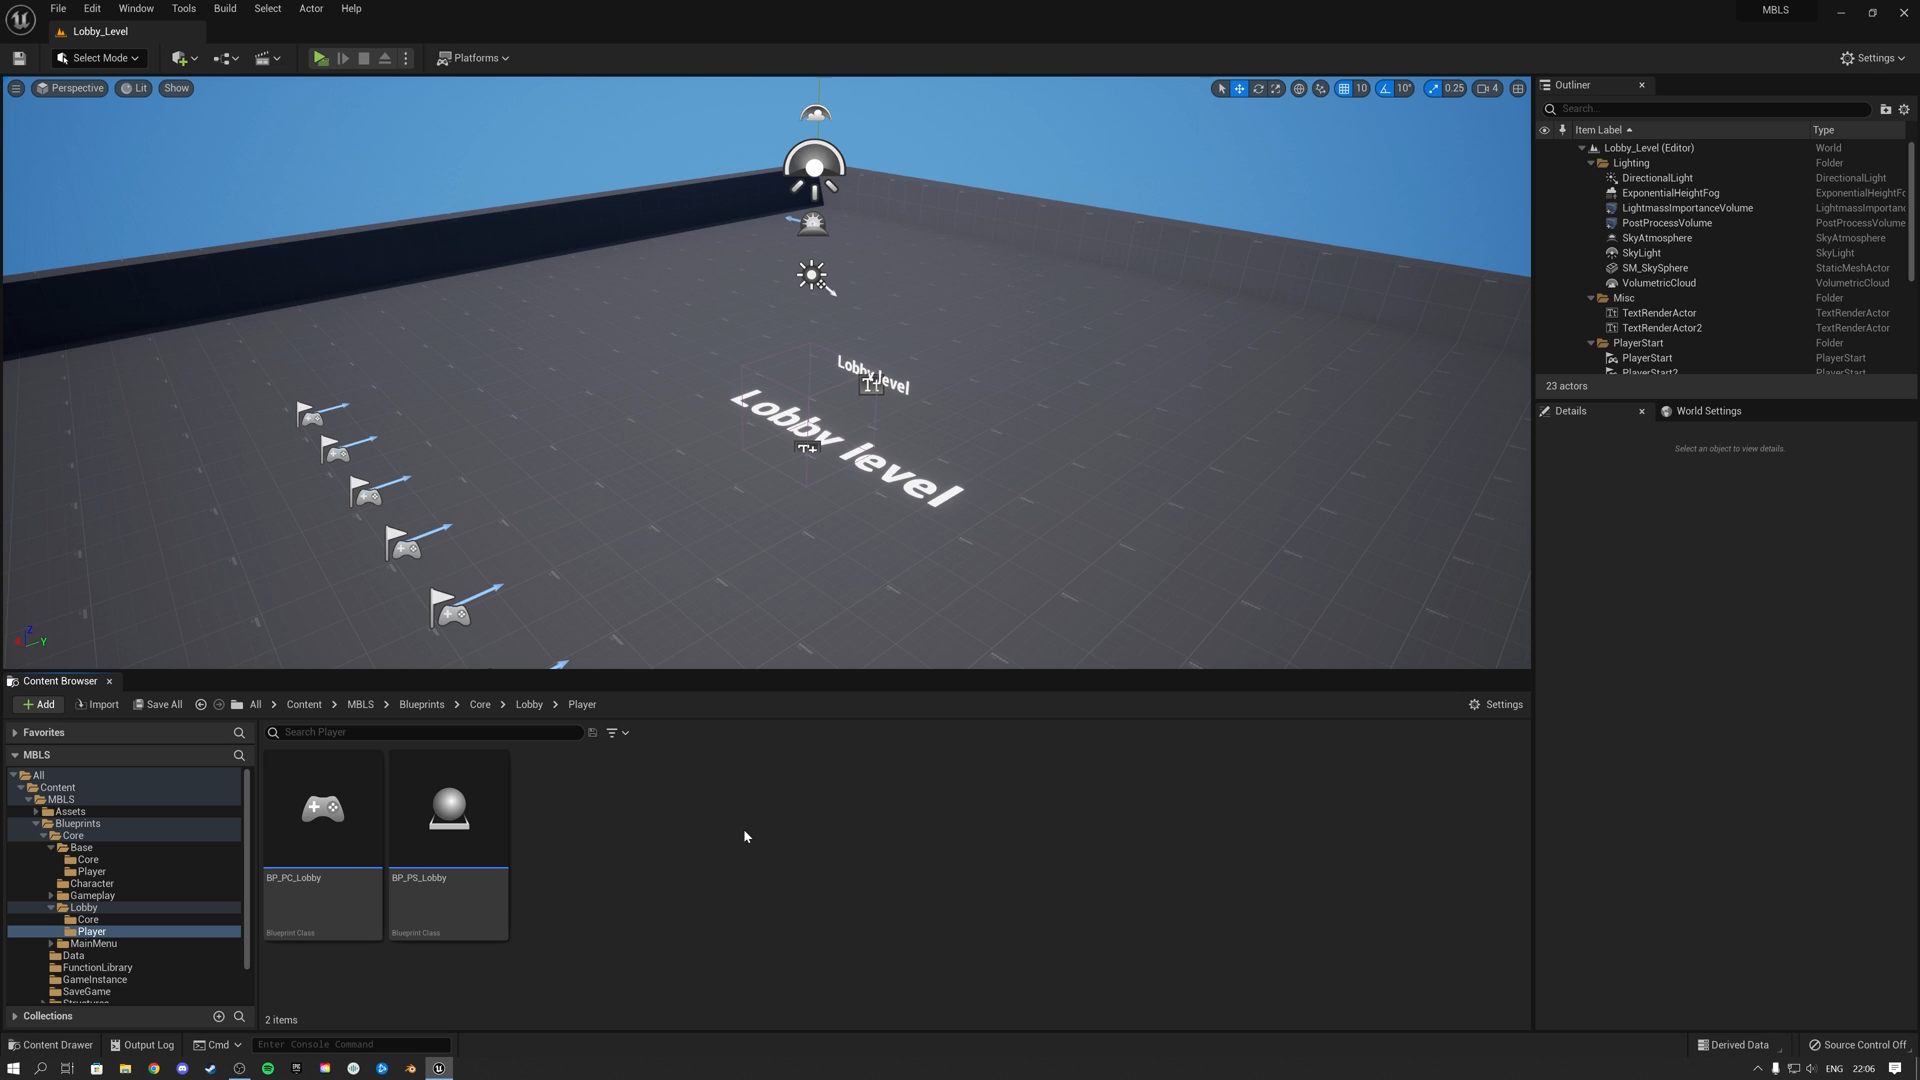 File Edit Window Tools Build Select Actor Help
MBLS
Lobby_Level
Select Mode
Platforms
Settings
Perspective
Lit
Show
10
10°
0.25
4
Lobby level
Lobby level
Z
Y
Outliner
Search...
Item Label
Type
Lobby_Level (Editor) World
Lighting Folder
DirectionalLight DirectionalLight
ExponentialHeightFog ExponentialHeightFo
LightmassImportanceVolume LightmassImportanc
PostProcessVolume PostProcessVolume
SkyAtmosphere SkyAtmosphere
SkyLight SkyLight
SM_SkySphere StaticMeshActor
VolumetricCloud VolumetricCloud
Misc Folder
TextRenderActor TextRenderActor
TextRenderActor2 TextRenderActor
PlayerStart Folder
PlayerStart PlayerStart
PlayerStart2 PlayerStart
23 actors
Details
World Settings
Select an object to view details.
Content Browser
Add
Import
Save All
All > Content > MBLS > Blueprints > Core > Lobby > Player
Settings
Favorites
Search Player
MBLS
All
Content
MBLS
Assets
Blueprints
Core
Base
Core
Player
Character
Gameplay
Lobby
Core
Player
MainMenu
Data
FunctionLibrary
GameInstance
SaveGame
Structures
BP_PC_Lobby
Blueprint Class
BP_PS_Lobby
Blueprint Class
Collections
2 items
Content Drawer
Output Log
Cmd
Enter Console Command
Derived Data
Source Control Off
ENG
22:06